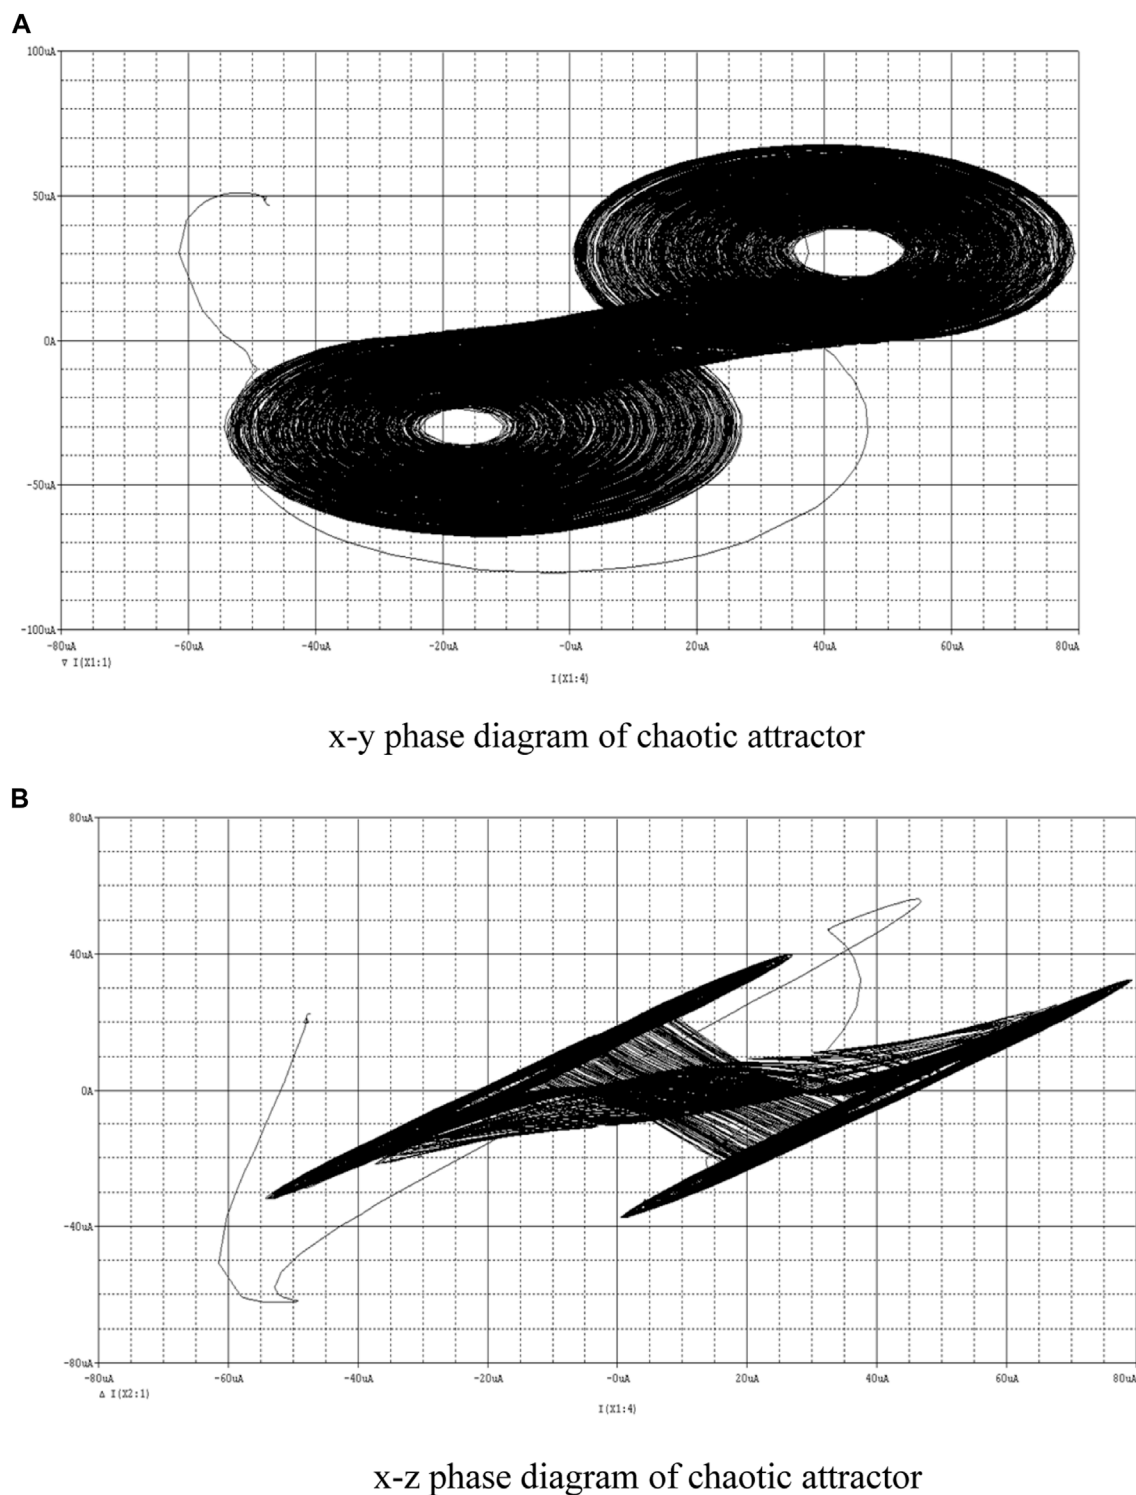 A
100uA
50uA
0A
-50uA
-100uA
-80uA -60uA -40uA -20uA -0uA 20uA 40uA 60uA 80uA
▽ I(X1:1)
I(X1:4)
x-y phase diagram of chaotic attractor
B
80uA
40uA
0A
-40uA
-80uA
-80uA -60uA -40uA -20uA -0uA 20uA 40uA 60uA 80uA
△ I(X2:1)
I(X1:4)
x-z phase diagram of chaotic attractor